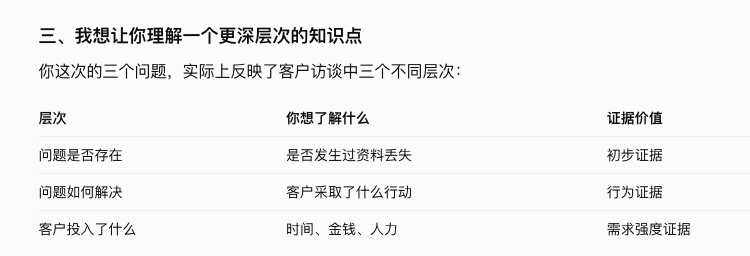 三、我想让你理解一个更深层次的知识点
你这次的三个问题，实际上反映了客户访谈中三个不同层次：
层次 你想了解什么 证据价值
问题是否存在 是否发生过资料丢失 初步证据
问题如何解决 客户采取了什么行动 行为证据
客户投入了什么 时间、金钱、人力 需求强度证据